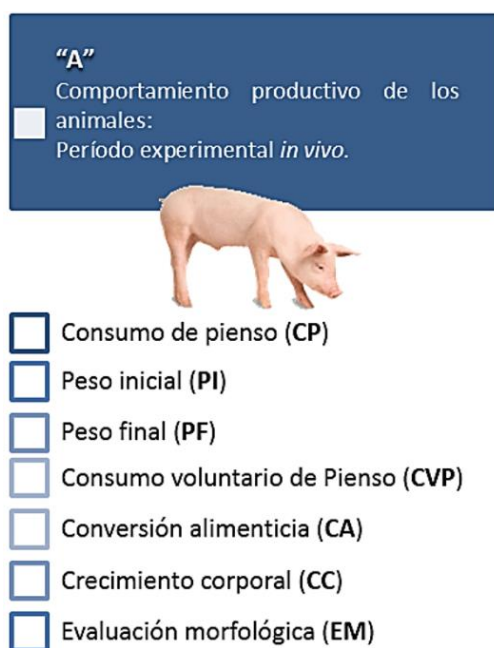 “A”
Comportamiento productivo de los
animales:
Período experimental in vivo.
Consumo de pienso (CP)
Peso inicial (PI)
Peso final (PF)
Consumo voluntario de Pienso (CVP)
Conversión alimenticia (CA)
Crecimiento corporal (CC)
Evaluación morfológica (EM)